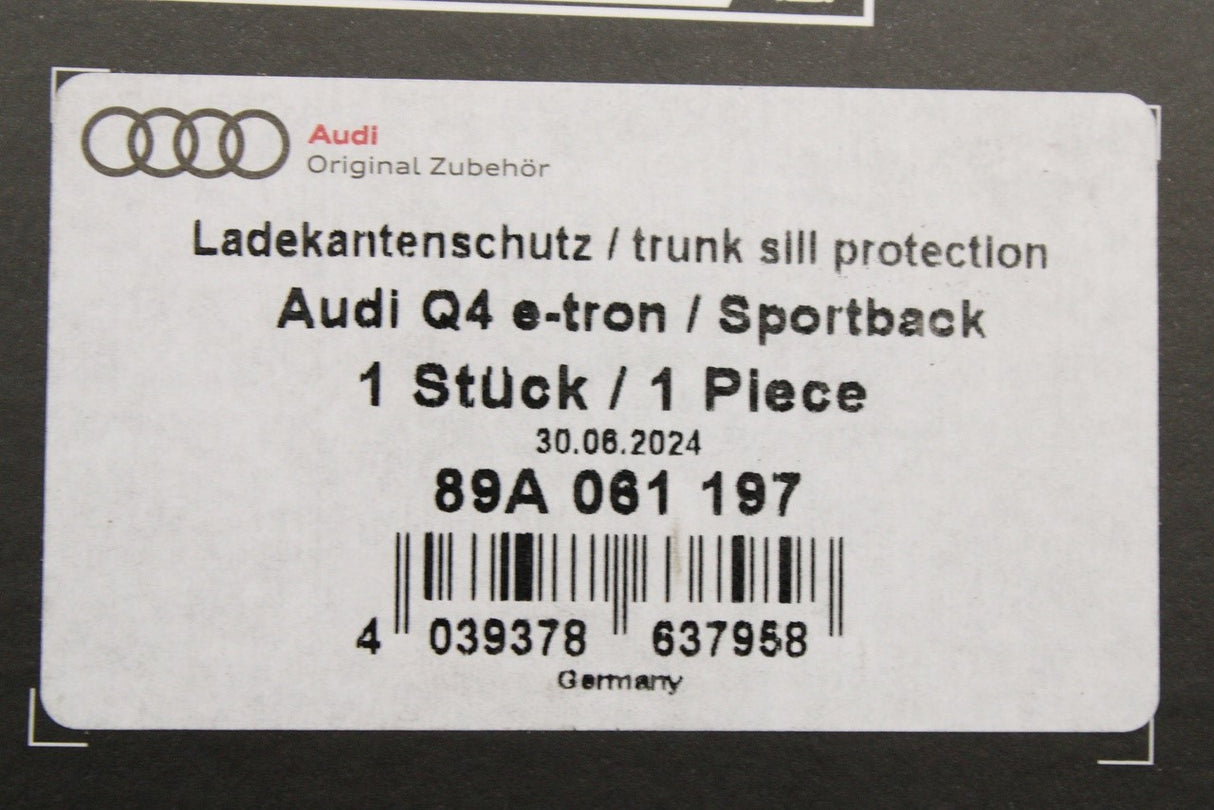 Audi
Original Zubehör
Ladekantenschutz / trunk sill protection
Audi Q4 e-tron / Sportback
1 Stück / 1 Piece
30.06.2024
89A 061 197
4 039378 637958
Germany